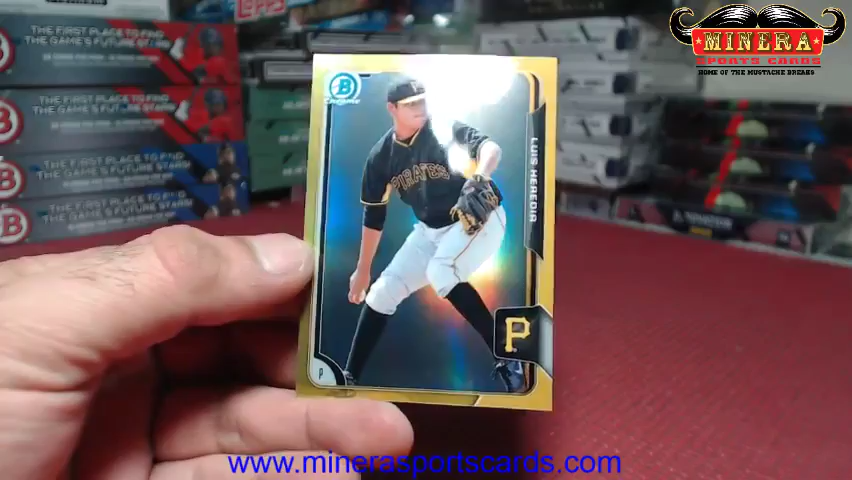 THE FIRST PLACE TO FIND
THE GAME'S FUTURE STARS!
THE FIRST PLACE TO FIND
THE GAME'S FUTURE STARS!
THE FIRST PLACE TO FIND
THE GAME'S FUTURE STARS!
THE FIRST PLACE TO FIND
THE GAME'S FUTURE STARS!
TOPPS
MINERA
SPORTS CARDS
HOME OF THE MUSTACHE BREAKS
B
Chrome
PIRATES
LUIS HEREDIA
P
P
www.minerasportscards.com